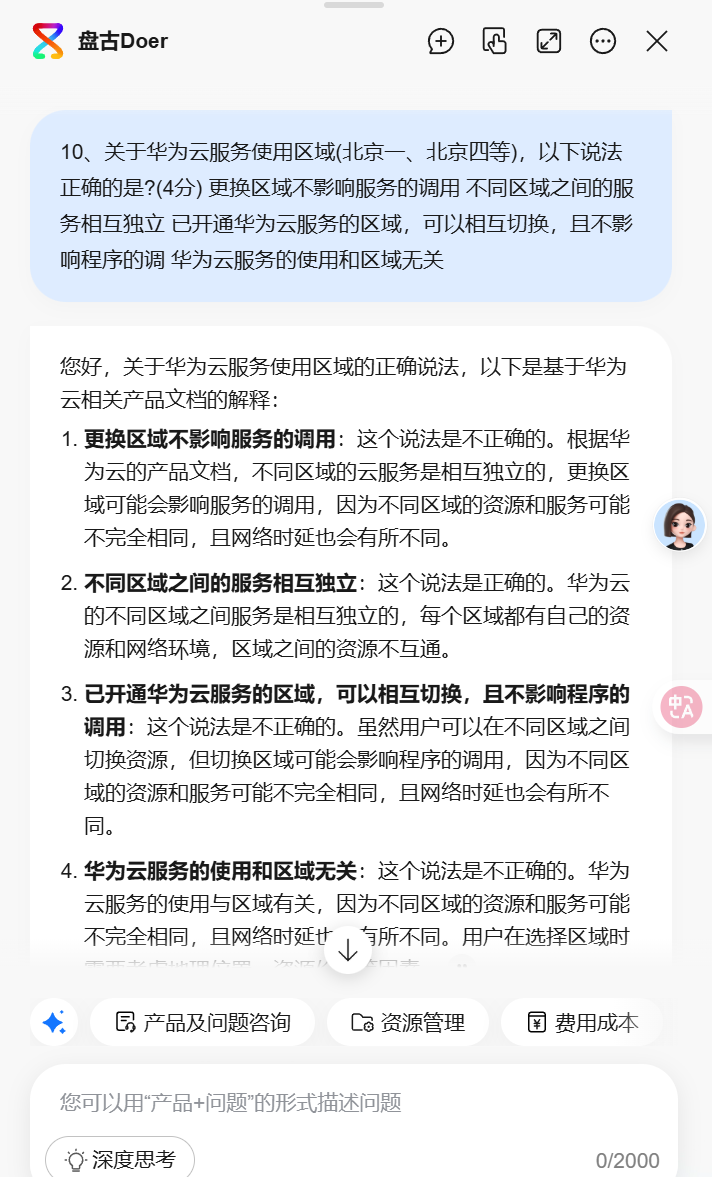 盘古Doer
10、关于华为云服务使用区域(北京一、北京四等)，以下说法
正确的是?(4分) 更换区域不影响服务的调用 不同区域之间的服
务相互独立 已开通华为云服务的区域，可以相互切换，且不影
响程序的调 华为云服务的使用和区域无关
您好，关于华为云服务使用区域的正确说法，以下是基于华为
云相关产品文档的解释：
1. 更换区域不影响服务的调用：这个说法是不正确的。根据华
为云的产品文档，不同区域的云服务是相互独立的，更换区
域可能会影响服务的调用，因为不同区域的资源和服务可能
不完全相同，且网络时延也会有所不同。
2. 不同区域之间的服务相互独立：这个说法是正确的。华为云
的不同区域之间服务是相互独立的，每个区域都有自己的资
源和网络环境，区域之间的资源不互通。
3. 已开通华为云服务的区域，可以相互切换，且不影响程序的
调用：这个说法是不正确的。虽然用户可以在不同区域之间
切换资源，但切换区域可能会影响程序的调用，因为不同区
域的资源和服务可能不完全相同，且网络时延也会有所不
同。
4. 华为云服务的使用和区域无关：这个说法是不正确的。华为
云服务的使用与区域有关，因为不同区域的资源和服务可能
不完全相同，且网络时延也 有所不同。用户在选择区域时
中A
产品及问题咨询 资源管理 费用成本
您可以用“产品+问题”的形式描述问题
深度思考 0/2000